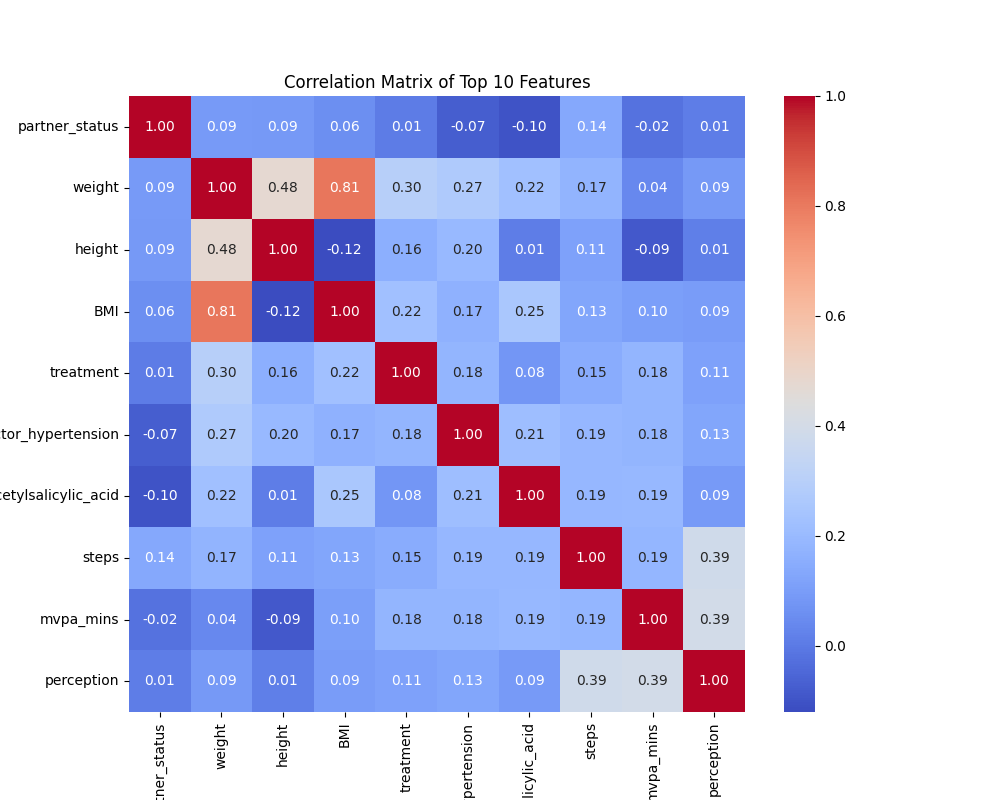 Correlation Matrix of Top 10 Features
partner_status 1.00 0.09 0.09 0.06 0.01 -0.07 -0.10 0.14 -0.02 0.01
weight 0.09 1.00 0.48 0.81 0.30 0.27 0.22 0.17 0.04 0.09
height 0.09 0.48 1.00 -0.12 0.16 0.20 0.01 0.11 -0.09 0.01
BMI 0.06 0.81 -0.12 1.00 0.22 0.17 0.25 0.13 0.10 0.09
treatment 0.01 0.30 0.16 0.22 1.00 0.18 0.08 0.15 0.18 0.11
ctor_hypertension -0.07 0.27 0.20 0.17 0.18 1.00 0.21 0.19 0.18 0.13
cetylsalicylic_acid -0.10 0.22 0.01 0.25 0.08 0.21 1.00 0.19 0.19 0.09
steps 0.14 0.17 0.11 0.13 0.15 0.19 0.19 1.00 0.19 0.39
mvpa_mins -0.02 0.04 -0.09 0.10 0.18 0.18 0.19 0.19 1.00 0.39
perception 0.01 0.09 0.01 0.09 0.11 0.13 0.09 0.39 0.39 1.00
tner_status
weight
height
BMI
treatment
pertension
licylic_acid
steps
mvpa_mins
perception
1.0
0.8
0.6
0.4
0.2
0.0